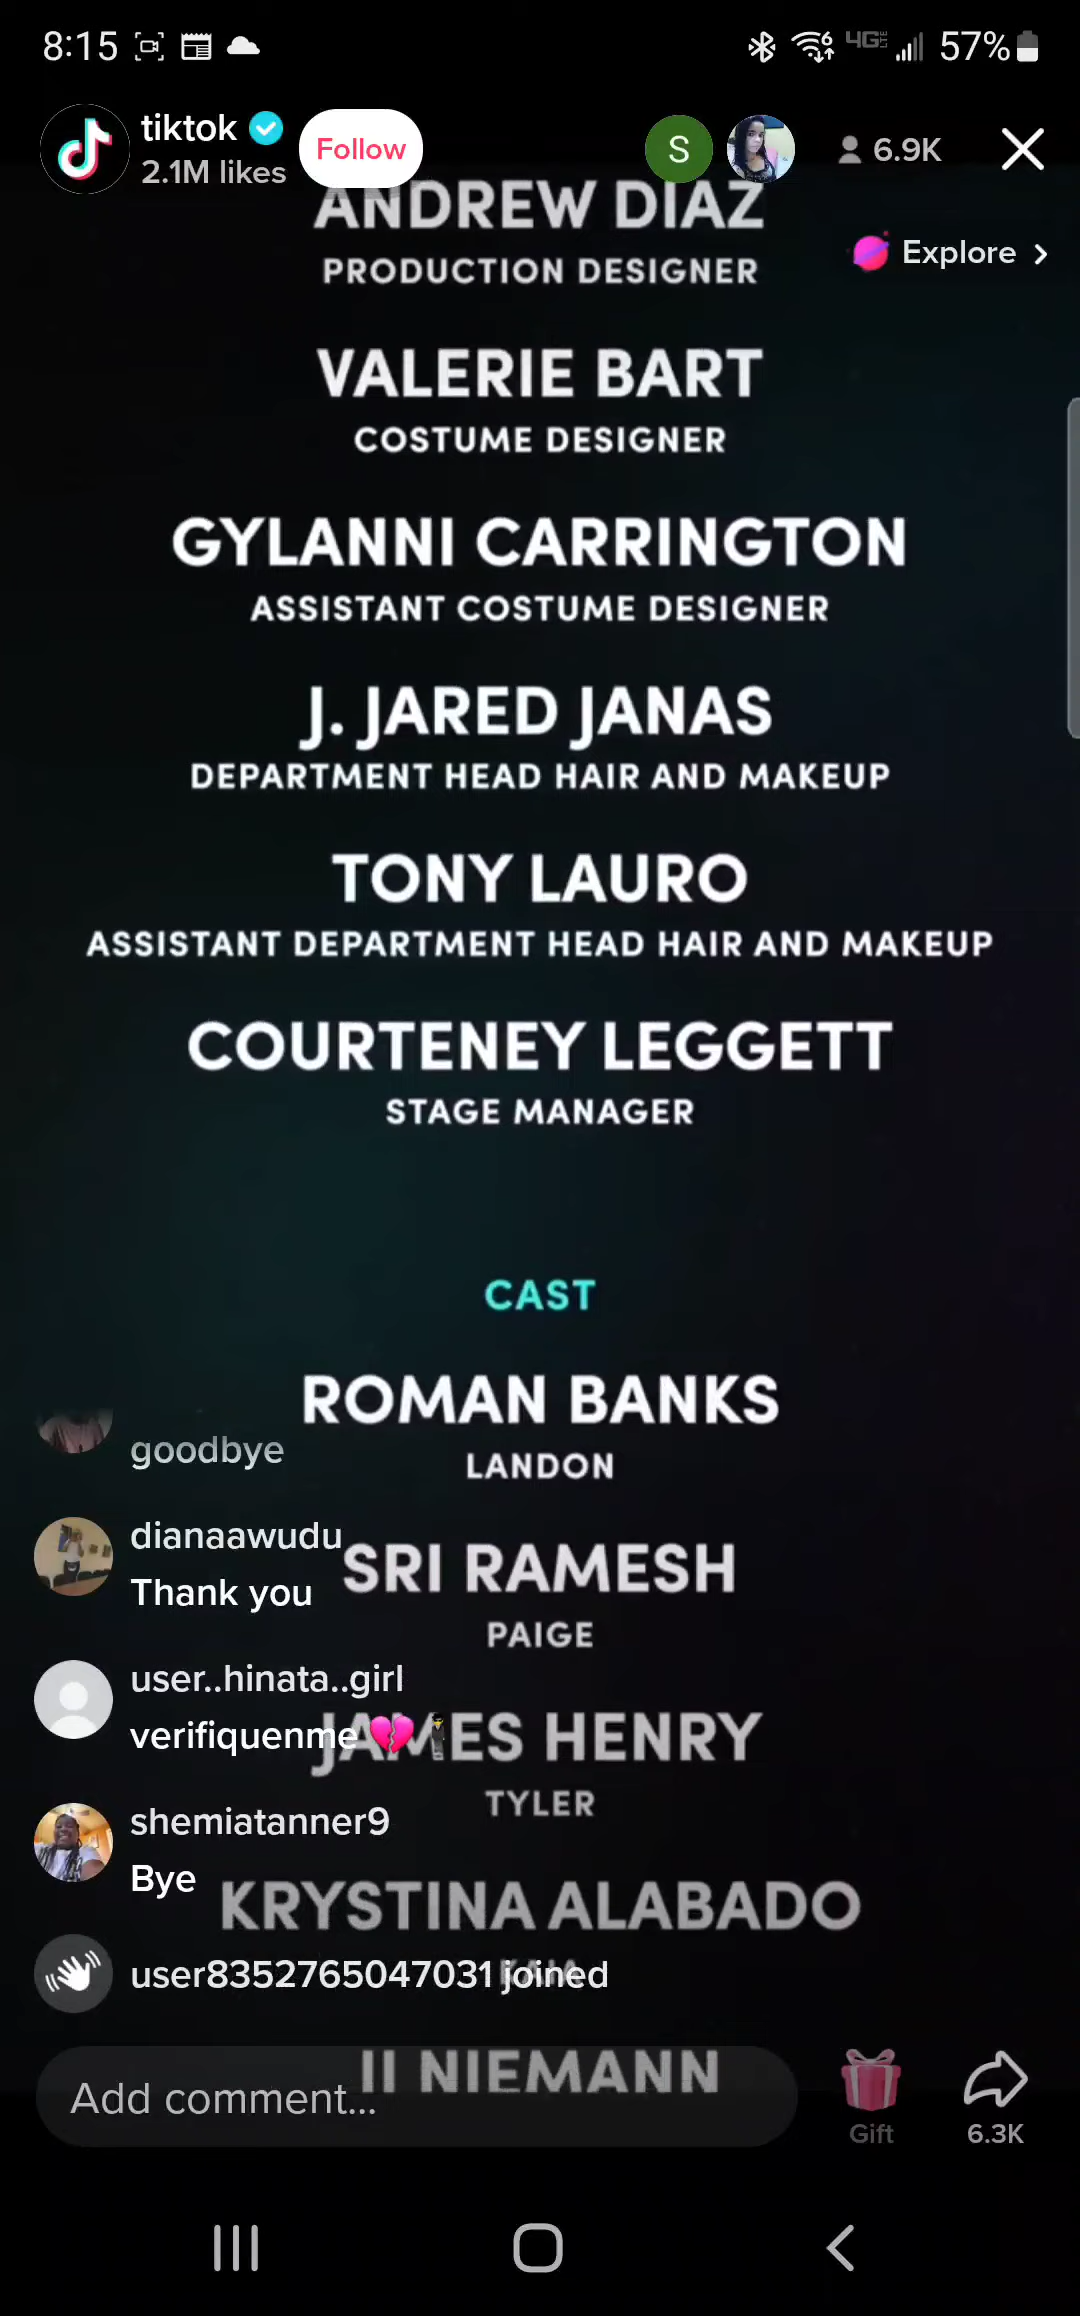 8:15
4G LTE
57%
tiktok
2.1M likes
Follow
S
6.9K
ANDREW DIAZ
PRODUCTION DESIGNER
Explore
VALERIE BART
COSTUME DESIGNER
GYLANNI CARRINGTON
ASSISTANT COSTUME DESIGNER
J. JARED JANAS
DEPARTMENT HEAD HAIR AND MAKEUP
TONY LAURO
ASSISTANT DEPARTMENT HEAD HAIR AND MAKEUP
COURTENEY LEGGETT
STAGE MANAGER
CAST
ROMAN BANKS
LANDON
goodbye
dianaawudu
Thank you
SRI RAMESH
PAIGE
user..hinata..girl
verifiquenme 💔
JAMES HENRY
TYLER
shemiatanner9
Bye
KRYSTINA ALABADO
user8352765047031 joined
NIEMANN
Add comment...
Gift
6.3K